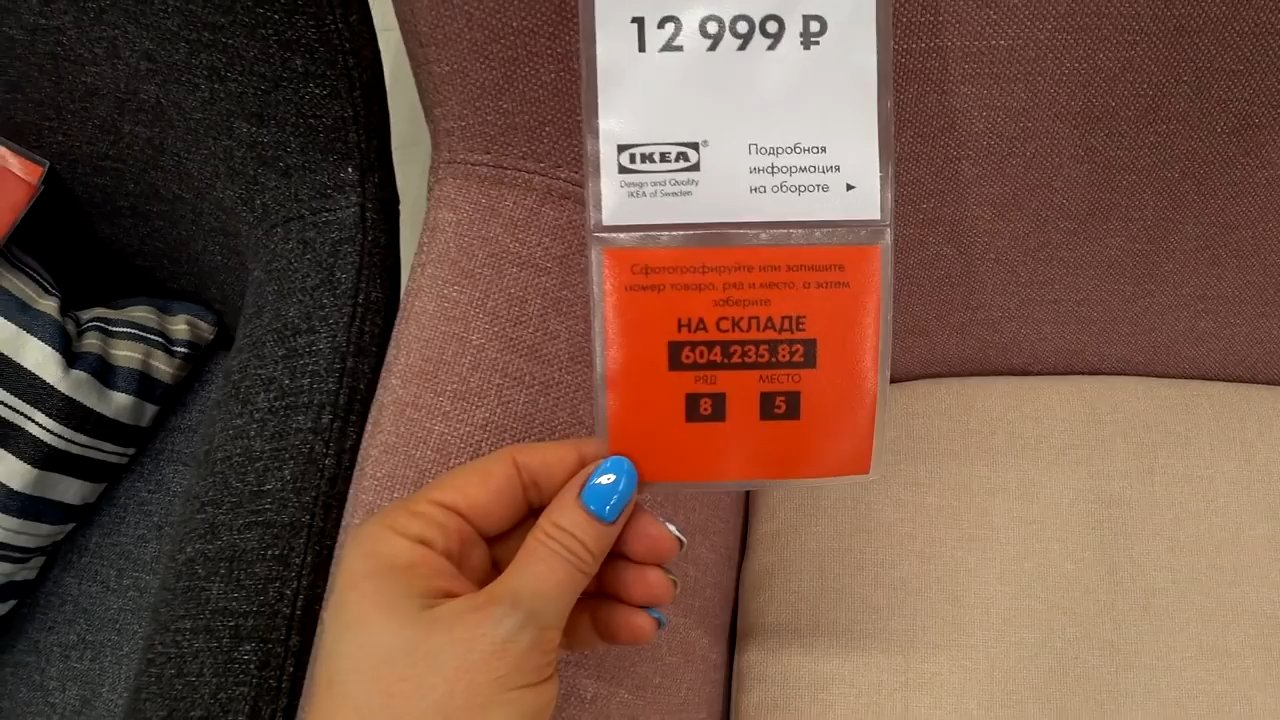 12 999 ₽
IKEA®
Design and Quality
IKEA of Sweden
Подробная
информация
на обороте ►
Сфотографируйте или запишите
номер товара, ряд и место, а затем
заберите
НА СКЛАДЕ
604.235.82
РЯД МЕСТО
8 5